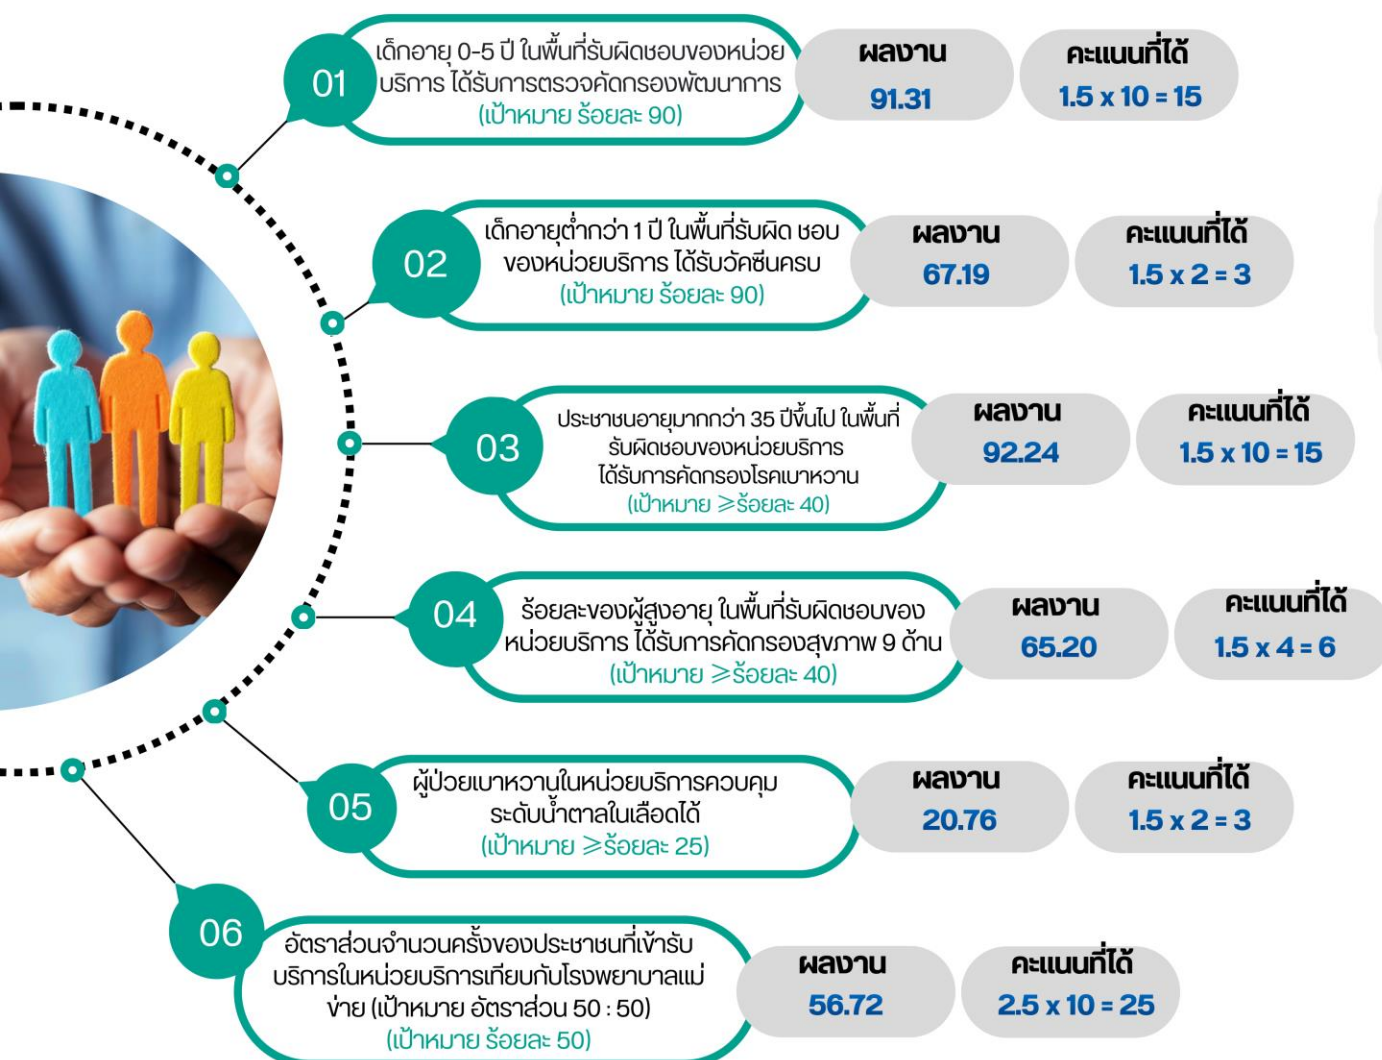 01
เด็กอายุ 0-5 ปี ในพื้นที่รับผิดชอบของหน่วย
บริการ ได้รับการตรวจคัดกรองพัฒนาการ
(เป้าหมาย ร้อยละ 90)
ผลงาน
91.31
คะแนนที่ได้
1.5 x 10 = 15
02
เด็กอายุต่ำกว่า 1 ปี ในพื้นที่รับผิด ชอบ
ของหน่วยบริการ ได้รับวัคซีนครบ
(เป้าหมาย ร้อยละ 90)
ผลงาน
67.19
คะแนนที่ได้
1.5 x 2 = 3
03
ประชาชนอายุมากกว่า 35 ปีขึ้นไป ในพื้นที่
รับผิดชอบของหน่วยบริการ
ได้รับการคัดกรองโรคเบาหวาน
(เป้าหมาย ≥ร้อยละ 40)
ผลงาน
92.24
คะแนนที่ได้
1.5 x 10 = 15
04
ร้อยละของผู้สูงอายุ ในพื้นที่รับผิดชอบของ
หน่วยบริการ ได้รับการคัดกรองสุขภาพ 9 ด้าน
(เป้าหมาย ≥ร้อยละ 40)
ผลงาน
65.20
คะแนนที่ได้
1.5 x 4 = 6
05
ผู้ป่วยเบาหวานในหน่วยบริการควบคุม
ระดับน้ำตาลในเลือดได้
(เป้าหมาย ≥ร้อยละ 25)
ผลงาน
20.76
คะแนนที่ได้
1.5 x 2 = 3
06
อัตราส่วนจำนวนครั้งของประชาชนที่เข้ารับ
บริการในหน่วยบริการเทียบกับโรงพยาบาลแม่
ข่าย (เป้าหมาย อัตราส่วน 50 : 50)
(เป้าหมาย ร้อยละ 50)
ผลงาน
56.72
คะแนนที่ได้
2.5 x 10 = 25